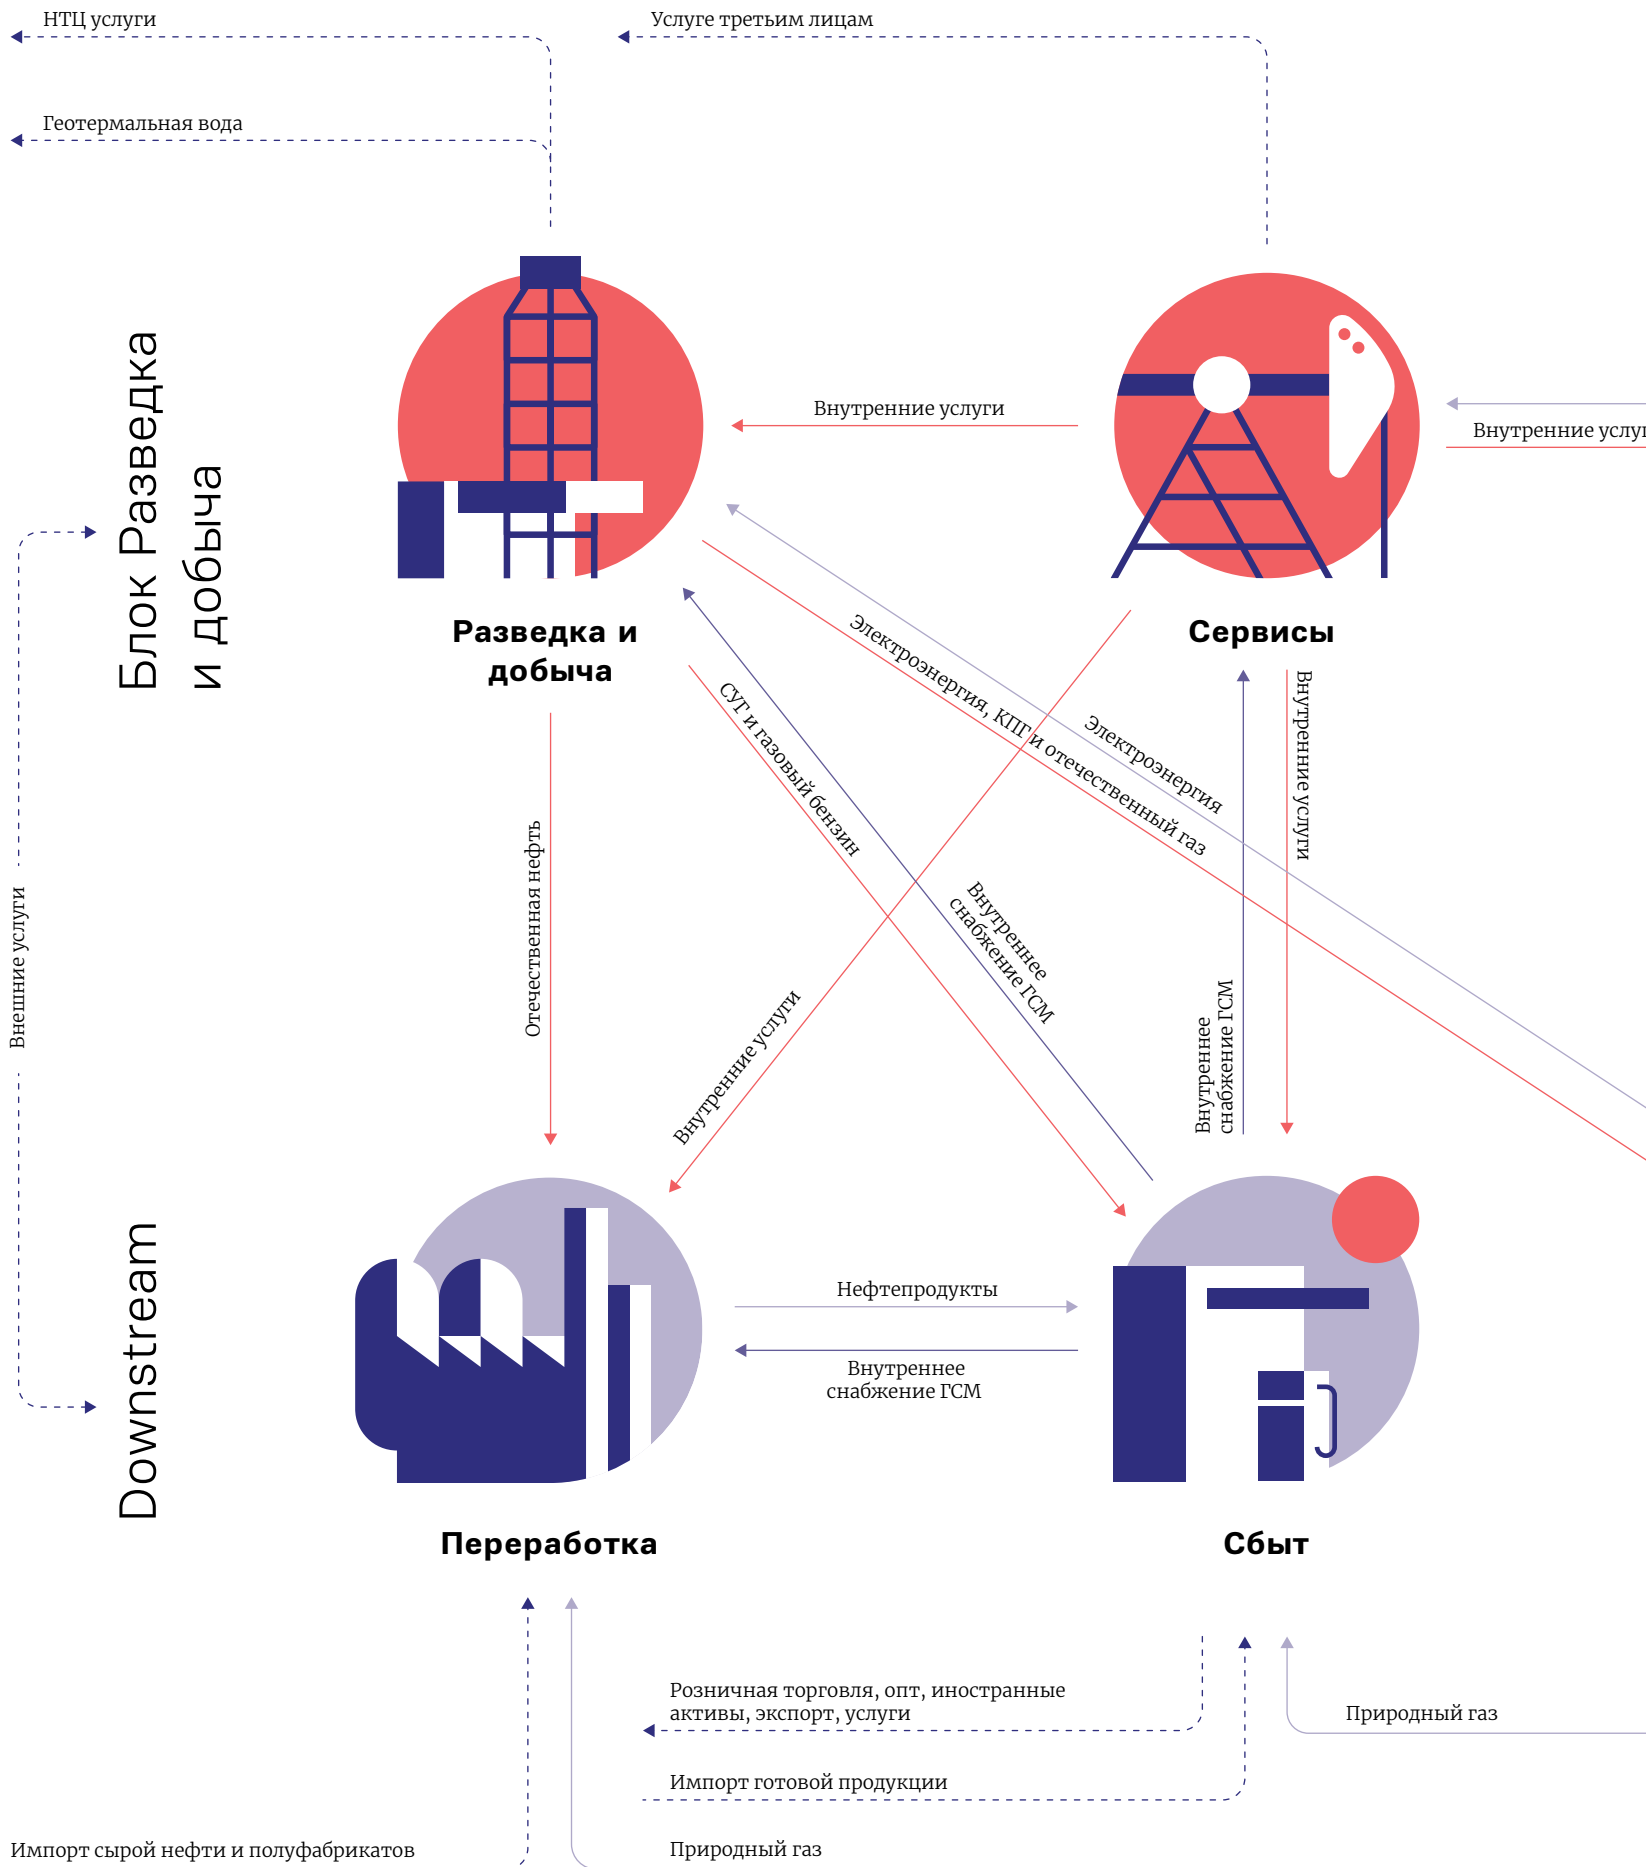 НТЦ услуги
Услуге третьим лицам
Геотермальная вода
Блок Разведка
и добыча
Внутренние услуги
Разведка и
добыча
Сервисы
Электроэнергия, КПГ и отечественный газ
Электроэнергия
СУГ и газовый бензин
Внутренние услуги
Отечественная нефть
Внутреннее
снабжение ГСМ
Внутренние услуги
Внутреннее
снабжение ГСМ
Внешние услуги
Downstream
Нефтепродукты
Внутреннее
снабжение ГСМ
Переработка
Сбыт
Розничная торговля, опт, иностранные
активы, экспорт, услуги
Природный газ
Импорт готовой продукции
Импорт сырой нефти и полуфабрикатов
Природный газ
Внутренние